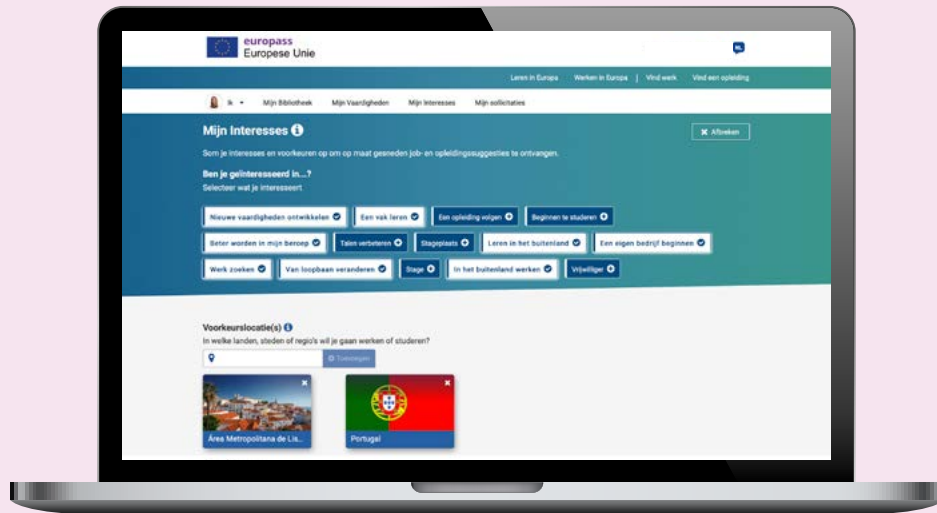 europass
Europese Unie
NL
Leren in Europa Werken in Europa | Vind werk Vind een opleiding
Ik Mijn Bibliotheek Mijn Vaardigheden Mijn Interesses Mijn sollicitaties
Mijn Interesses
Afbreken
Som je interesses en voorkeuren op om op maat gesneden job- en opleidingssuggesties te ontvangen.
Ben je geïnteresseerd in...?
Selecteer wat je interesseert
Nieuwe vaardigheden ontwikkelen Een vak leren Een opleiding volgen Beginnen te studeren
Beter worden in mijn beroep Talen verbeteren Stageplaats Leren in het buitenland Een eigen bedrijf beginnen
Werk zoeken Van loopbaan veranderen Stage In het buitenland werken Vrijwilliger
Voorkeurslocatie(s)
In welke landen, steden of regio's wil je gaan werken of studeren?
Toevoegen
Área Metropolitana de Lis... Portugal